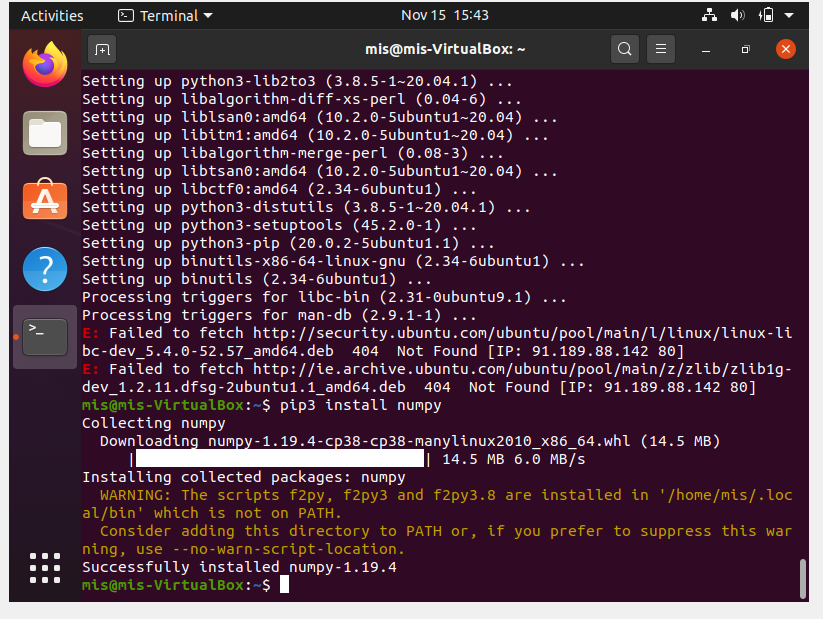 Activities Terminal Nov 15 15:43
mis@mis-VirtualBox: ~
Setting up python3-lib2to3 (3.8.5-1~20.04.1) ...
Setting up libalgorithm-diff-xs-perl (0.04-6) ...
Setting up liblsan0:amd64 (10.2.0-5ubuntu1~20.04) ...
Setting up libitm1:amd64 (10.2.0-5ubuntu1~20.04) ...
Setting up libalgorithm-merge-perl (0.08-3) ...
Setting up libtsan0:amd64 (10.2.0-5ubuntu1~20.04) ...
Setting up libctf0:amd64 (2.34-6ubuntu1) ...
Setting up python3-distutils (3.8.5-1~20.04.1) ...
Setting up python3-setuptools (45.2.0-1) ...
Setting up python3-pip (20.0.2-5ubuntu1.1) ...
Setting up binutils-x86-64-linux-gnu (2.34-6ubuntu1) ...
Setting up binutils (2.34-6ubuntu1) ...
Processing triggers for libc-bin (2.31-0ubuntu9.1) ...
Processing triggers for man-db (2.9.1-1) ...
E: Failed to fetch http://security.ubuntu.com/ubuntu/pool/main/l/linux/linux-li
bc-dev_5.4.0-52.57_amd64.deb  404  Not Found [IP: 91.189.88.142 80]
E: Failed to fetch http://ie.archive.ubuntu.com/ubuntu/pool/main/z/zlib/zlib1g-
dev_1.2.11.dfsg-2ubuntu1.1_amd64.deb  404  Not Found [IP: 91.189.88.142 80]
mis@mis-VirtualBox:~$ pip3 install numpy
Collecting numpy
  Downloading numpy-1.19.4-cp38-cp38-manylinux2010_x86_64.whl (14.5 MB)
| | 14.5 MB 6.0 MB/s
Installing collected packages: numpy
  WARNING: The scripts f2py, f2py3 and f2py3.8 are installed in '/home/mis/.loc
al/bin' which is not on PATH.
  Consider adding this directory to PATH or, if you prefer to suppress this war
ning, use --no-warn-script-location.
Successfully installed numpy-1.19.4
mis@mis-VirtualBox:~$